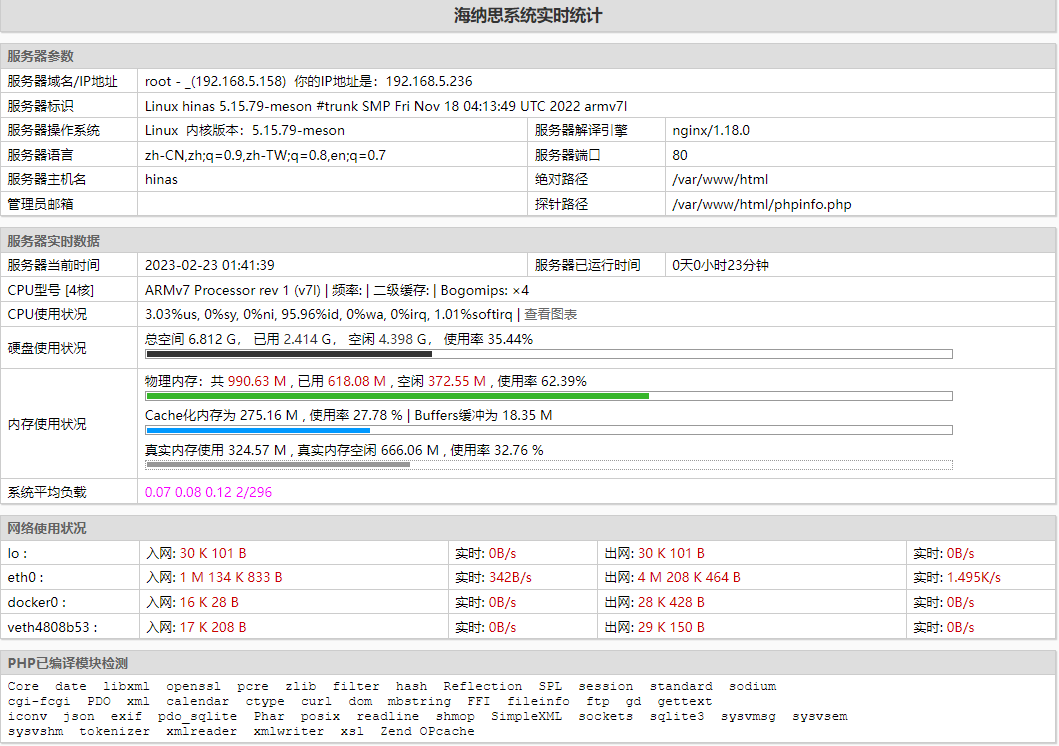 海纳思系统实时统计
服务器参数
服务器域名/IP地址 root - _(192.168.5.158) 你的IP地址是：192.168.5.236
服务器标识 Linux hinas 5.15.79-meson #trunk SMP Fri Nov 18 04:13:49 UTC 2022 armv7l
服务器操作系统 Linux 内核版本：5.15.79-meson 服务器解译引擎 nginx/1.18.0
服务器语言 zh-CN,zh;q=0.9,zh-TW;q=0.8,en;q=0.7 服务器端口 80
服务器主机名 hinas 绝对路径 /var/www/html
管理员邮箱 探针路径 /var/www/html/phpinfo.php
服务器实时数据
服务器当前时间 2023-02-23 01:41:39 服务器已运行时间 0天0小时23分钟
CPU型号 [4核] ARMv7 Processor rev 1 (v7l) | 频率: | 二级缓存: | Bogomips: ×4
CPU使用状况 3.03%us, 0%sy, 0%ni, 95.96%id, 0%wa, 0%irq, 1.01%softirq | 查看图表
硬盘使用状况 总空间 6.812 G， 已用 2.414 G， 空闲 4.398 G， 使用率 35.44%
内存使用状况 物理内存：共 990.63 M , 已用 618.08 M , 空闲 372.55 M , 使用率 62.39%
Cache化内存为 275.16 M , 使用率 27.78 % | Buffers缓冲为 18.35 M
真实内存使用 324.57 M , 真实内存空闲 666.06 M , 使用率 32.76 %
系统平均负载 0.07 0.08 0.12 2/296
网络使用状况
lo : 入网: 30 K 101 B 实时: 0B/s 出网: 30 K 101 B 实时: 0B/s
eth0 : 入网: 1 M 134 K 833 B 实时: 342B/s 出网: 4 M 208 K 464 B 实时: 1.495K/s
docker0 : 入网: 16 K 28 B 实时: 0B/s 出网: 28 K 428 B 实时: 0B/s
veth4808b53 : 入网: 17 K 208 B 实时: 0B/s 出网: 29 K 150 B 实时: 0B/s
PHP已编译模块检测
Core date libxml openssl pcre zlib filter hash Reflection SPL session standard sodium
cgi-fcgi PDO xml calendar ctype curl dom mbstring FFI fileinfo ftp gd gettext
iconv json exif pdo_sqlite Phar posix readline shmop SimpleXML sockets sqlite3 sysvmsg sysvsem
sysvshm tokenizer xmlreader xmlwriter xsl Zend OPcache